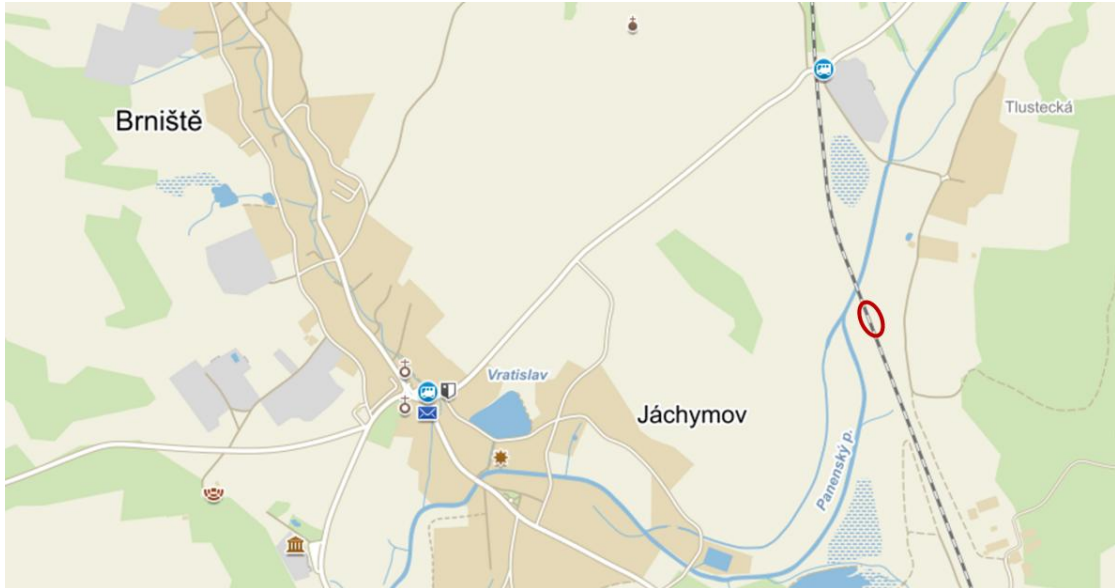 Brniště
Tlustecká
Vratislav
Jáchymov
Panenský p.